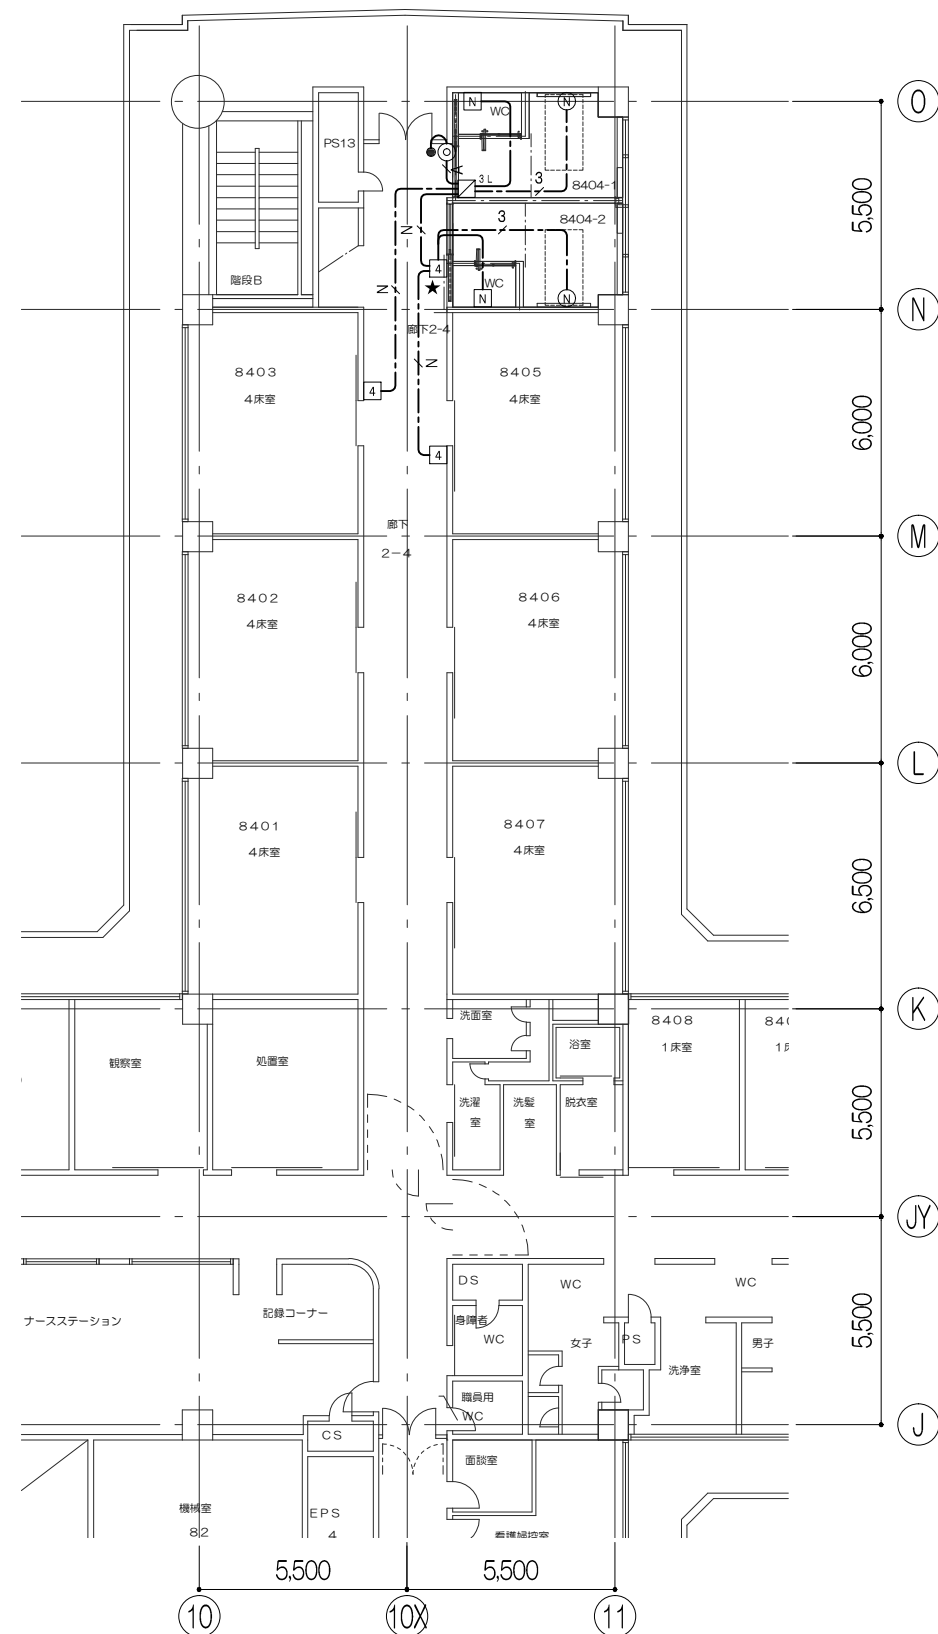 O
N
WC
N
PS13
A
3L
3
8404-1
5,500
3
8404-2
N
4
★
WC
N
N
階段B
N
N
廊下2-4
N
8403
4床室
8405
4床室
4
6,000
4
廊下
2-4
M
8402
4床室
8406
4床室
6,000
L
8401
4床室
8407
4床室
6,500
K
洗面室
8408
1床室
観察室
処置室
浴室
洗濯
室
洗髪
室
脱衣室
5,500
JY
DS
WC
WC
記録コーナー
ナースステーション
身障者
WC
女子
PS
男子
洗浄室
5,500
職員用
WC
CS
J
面談室
機械室
82
EPS
4
看護婦控室
5,500
5,500
10
10X
11